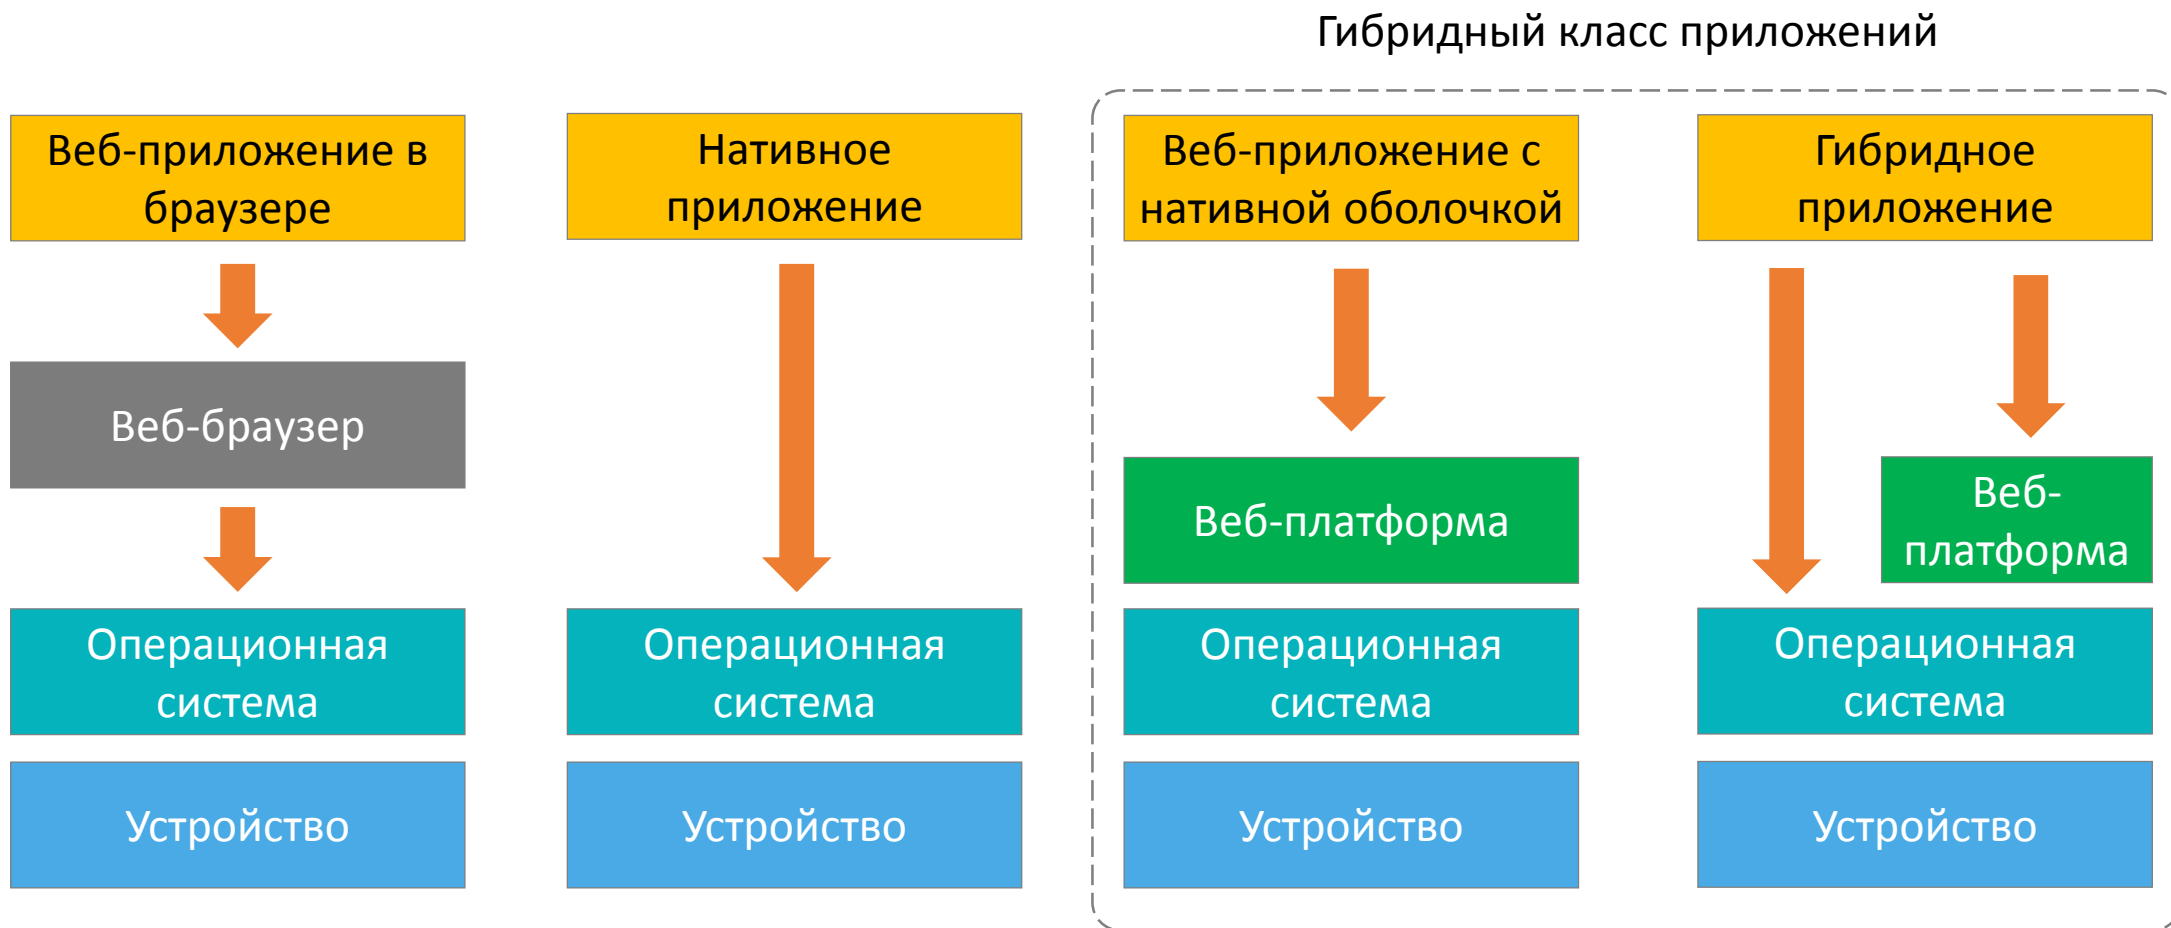 Гибридный класс приложений
Веб-приложение в
браузере
Нативное
приложение
Веб-приложение с
нативной оболочкой
Гибридное
приложение
Веб-браузер
Веб-платформа
Веб-
платформа
Операционная
система
Операционная
система
Операционная
система
Операционная
система
Устройство
Устройство
Устройство
Устройство